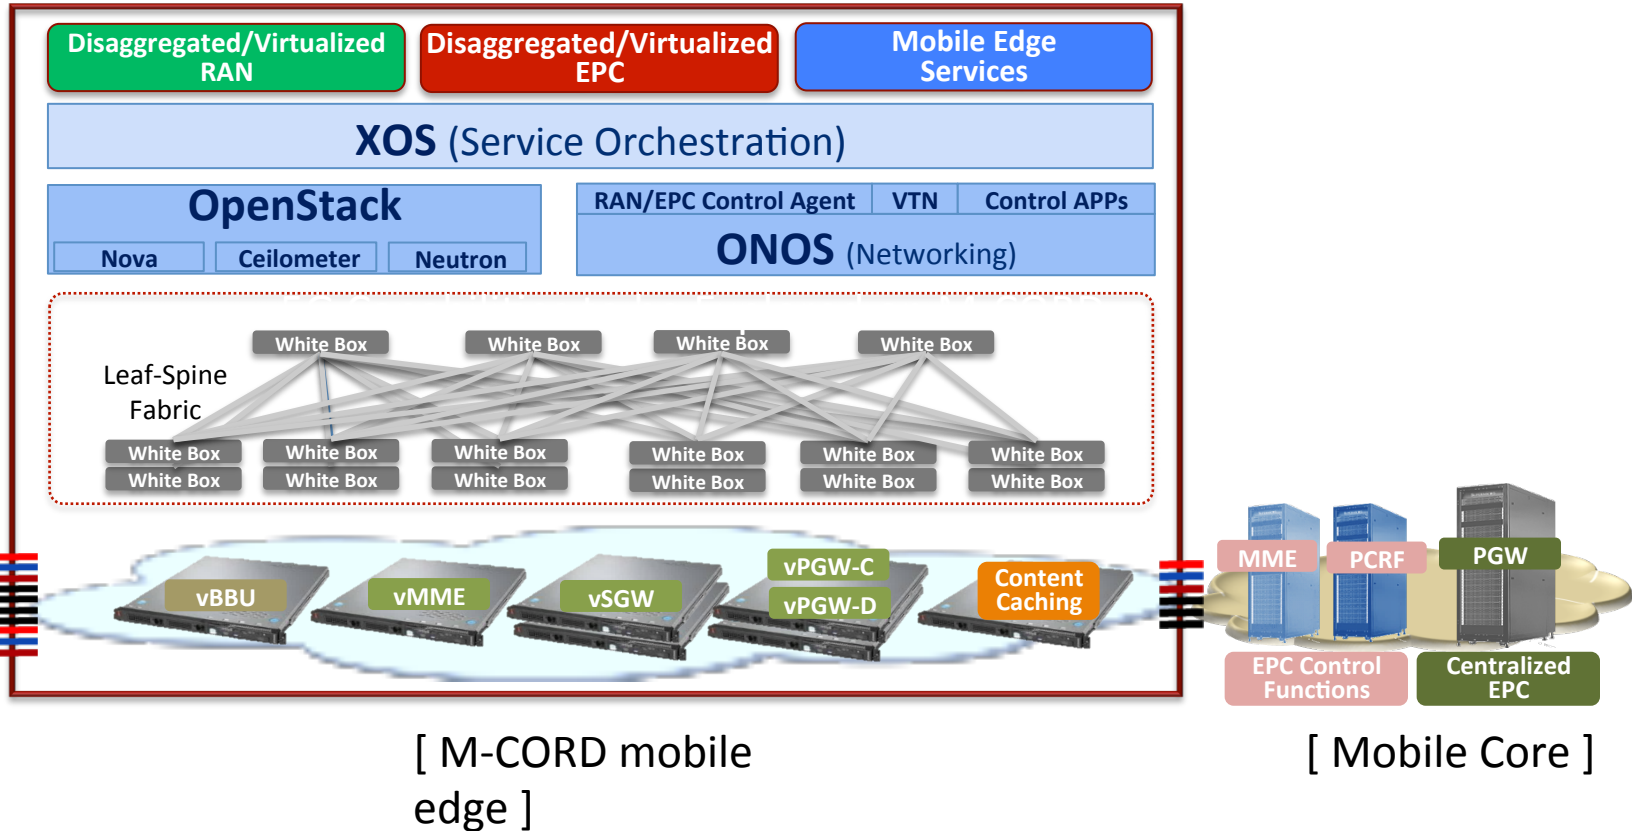 Disaggregated/Virtualized
RAN
Disaggregated/Virtualized
EPC
Mobile Edge
Services
XOS (Service Orchestration)
OpenStack
Nova
Ceilometer
Neutron
RAN/EPC Control Agent
VTN
Control APPs
ONOS (Networking)
White Box
White Box
White Box
White Box
Leaf-Spine
Fabric
White Box
White Box
White Box
White Box
White Box
White Box
White Box
White Box
White Box
White Box
White Box
White Box
vBBU
vMME
vSGW
vPGW-C
vPGW-D
Content
Caching
MME
PCRF
PGW
EPC Control
Functions
Centralized
EPC
[ M-CORD mobile
edge ]
[ Mobile Core ]